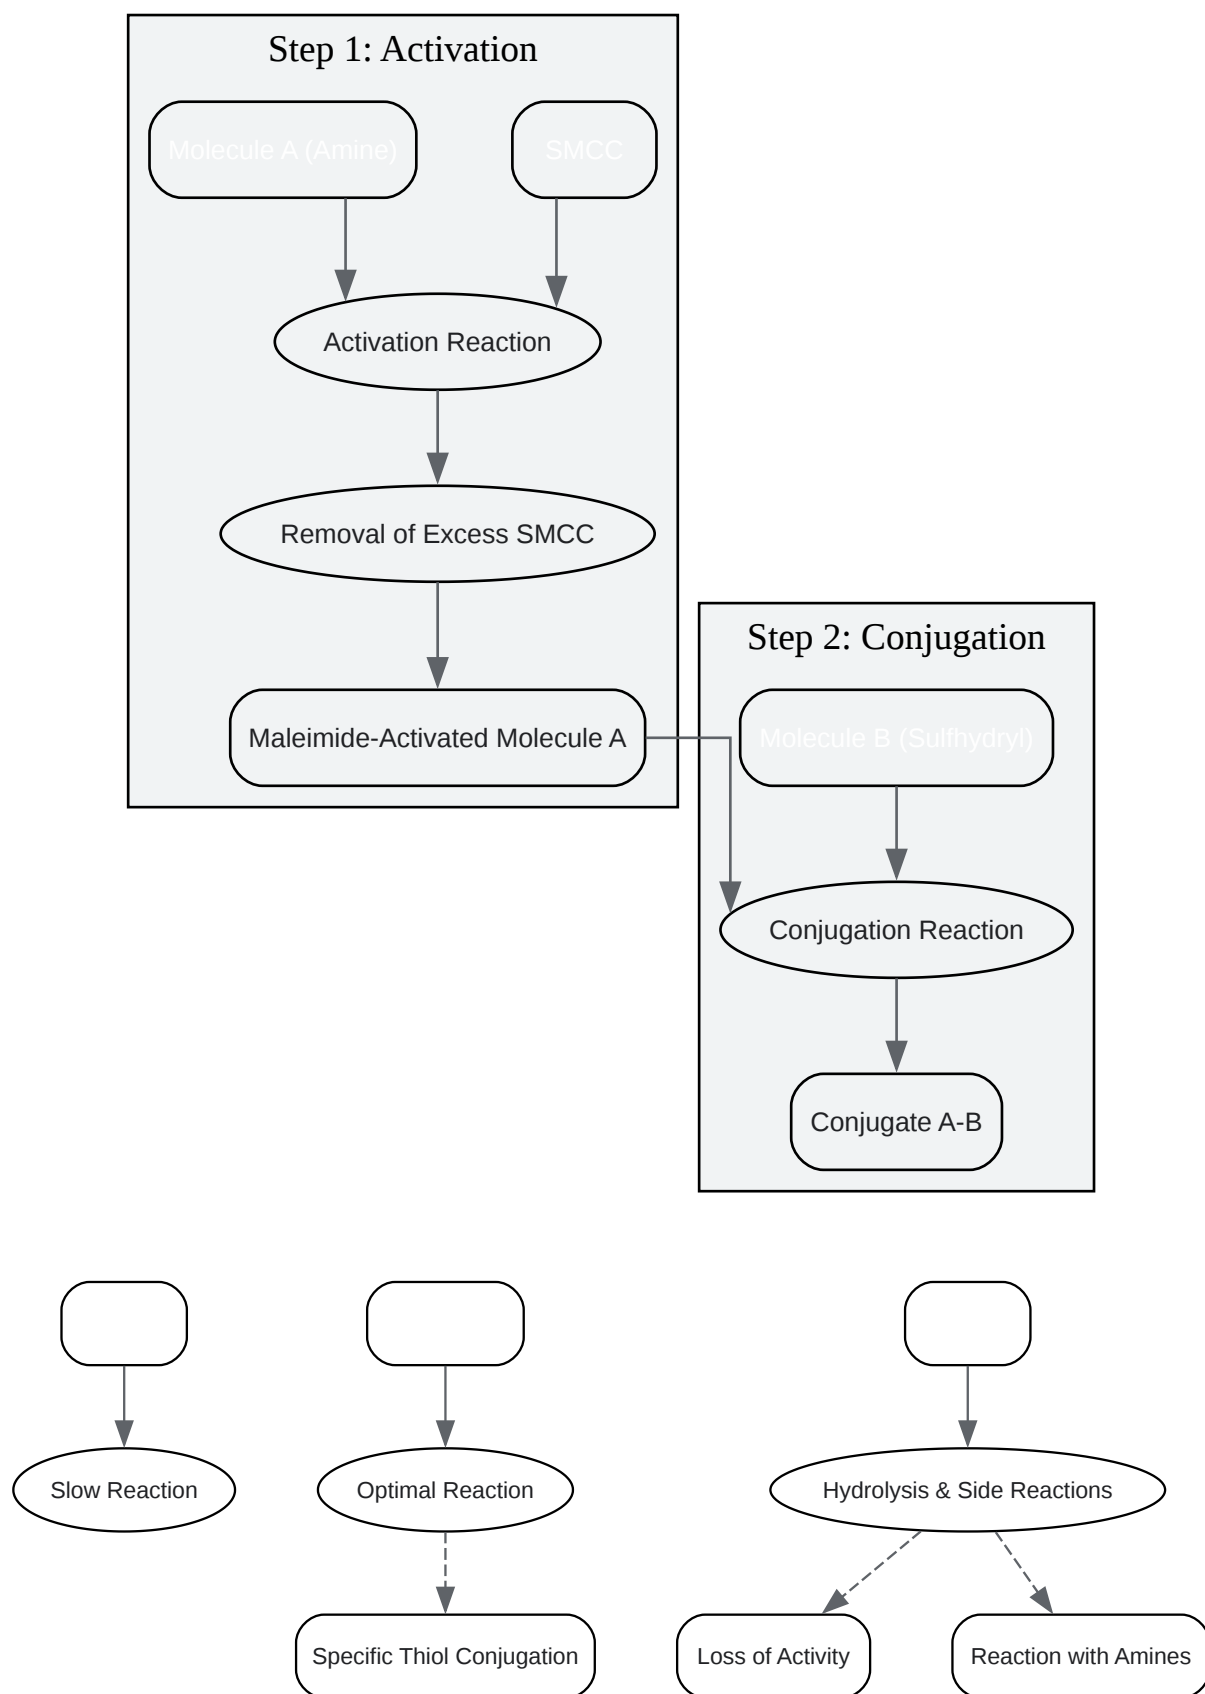 Step 1: Activation
Molecule A (Amine)
SMCC
Activation Reaction
Removal of Excess SMCC
Maleimide-Activated Molecule A
Step 2: Conjugation
Molecule B (Sulfhydryl)
Conjugation Reaction
Conjugate A-B
Slow Reaction
Optimal Reaction
Hydrolysis & Side Reactions
Specific Thiol Conjugation
Loss of Activity
Reaction with Amines